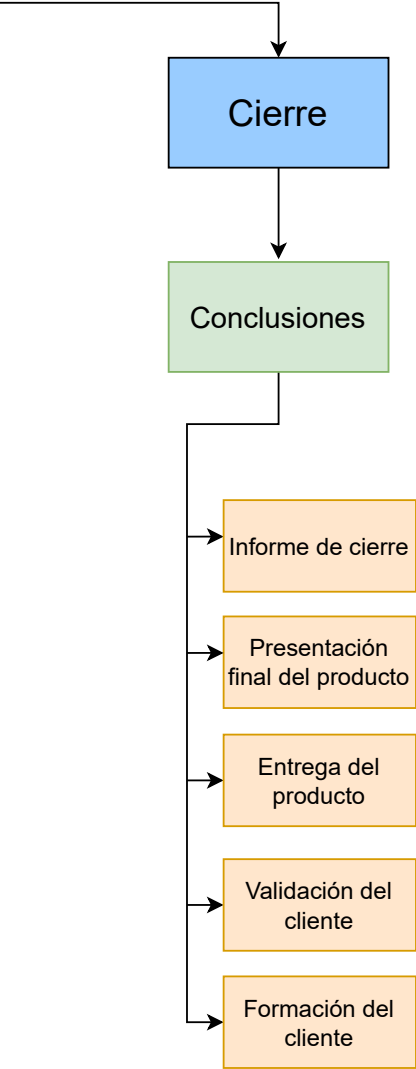 Cierre
Conclusiones
Informe de cierre
Presentación
final del producto
Entrega del
producto
Validación del
cliente
Formación del
cliente